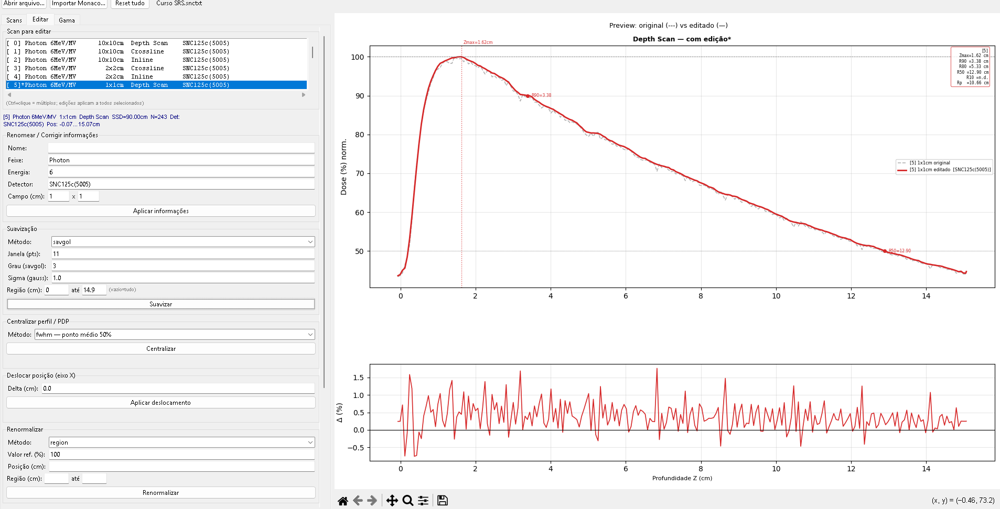 Abrir arquivo... Importar Monaco... Reset tudo Curso SRS.snctxt
Scans Editar Gama
Scan para editar
[ 0] Photon 6MeV/MV 10x10cm Depth Scan SNC125c(5005)
[ 1] Photon 6MeV/MV 10x10cm Crossline SNC125c(5005)
[ 2] Photon 6MeV/MV 10x10cm Inline SNC125c(5005)
[ 3] Photon 6MeV/MV 2x2cm Crossline SNC125c(5005)
[ 4] Photon 6MeV/MV 2x2cm Inline SNC125c(5005)
[ 5]*Photon 6MeV/MV 1x1cm Depth Scan SNC125c(5005)
(Ctrl+clique = múltiplos; edições aplicam a todos selecionados)
[5] Photon 6MeV/MV 1x1cm Depth Scan SSD=90.00cm N=243 Det:
SNC125c(5005) Pos: -0.07...15.07cm
Renomear / Corrigir informações
Nome:
Feixe: Photon
Energia: 6
Detector: SNC125c(5005)
Campo (cm): 1 x 1
Aplicar informações
Suavização
Método: savgol
Janela (pts): 11
Grau (savgol): 3
Sigma (gauss): 1.0
Região (cm): 0 até 14.9 (vazio=tudo)
Suavizar
Centralizar perfil / PDP
Método: fwhm — ponto médio 50%
Centralizar
Deslocar posição (eixo X)
Delta (cm): 0.0
Aplicar deslocamento
Renormalizar
Método: region
Valor ref. (%): 100
Posição (cm):
Região (cm): até
Renormalizar
Preview: original (---) vs editado (—)
Depth Scan — com edição*
Zmax=1.62cm
[5]
Zmax=1.62 cm
R90 =3.38 cm
R80 =5.33 cm
R50 =12.90 cm
R10 =n.d.
Rp =10.66 cm
R90=3.38
R50=12.90
[5] 1x1cm original
[5] 1x1cm editado [SNC125c(5005)]
Dose (%) norm.
100
90
80
70
60
50
0 2 4 6 8 10 12 14
Δ (%)
1.5
1.0
0.5
0.0
−0.5
0 2 4 6 8 10 12 14
Profundidade Z (cm)
(x, y) = (−0.46, 73.2)